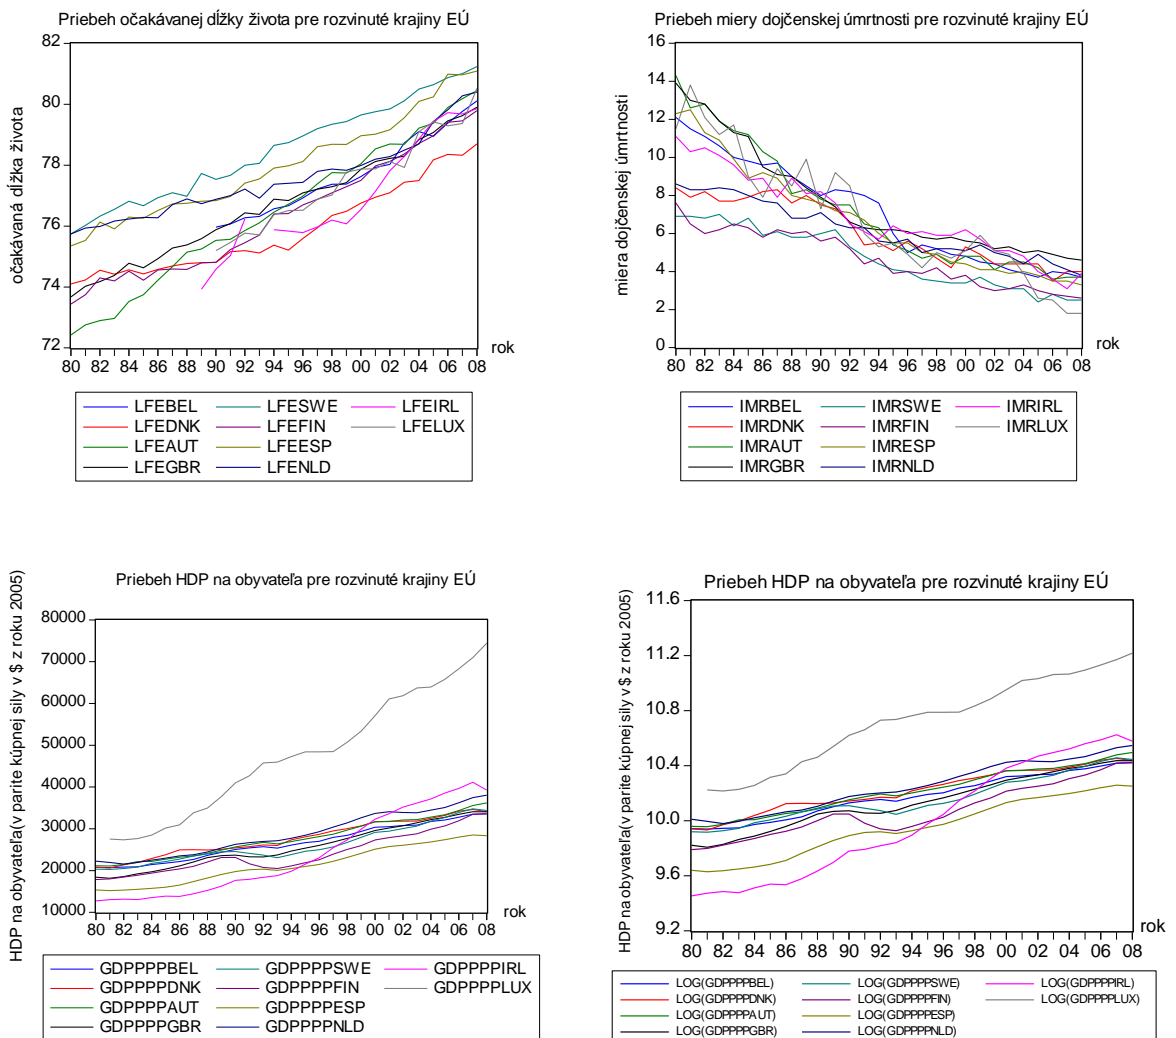 Priebeh očakávanej dĺžky života pre rozvinuté krajiny EÚ
očakávaná dĺžka života
82
80
78
76
74
72
80 82 84 86 88 90 92 94 96 98 00 02 04 06 08
rok
LFEBEL LFESWE LFEIRL
LFEDNK LFEFIN LFELUX
LFEAUT LFEESP
LFEGBR LFENLD
Priebeh miery dojčenskej úmrtnosti pre rozvinuté krajiny EÚ
miera dojčenskej úmrtnosti
16
14
12
10
8
6
4
2
0
80 82 84 86 88 90 92 94 96 98 00 02 04 06 08
rok
IMRBEL IMRSWE IMRIRL
IMRDNK IMRFIN IMRLUX
IMRAUT IMRESP
IMRGBR IMRNLD
Priebeh HDP na obyvateľa pre rozvinuté krajiny EÚ
HDP na obyvateľa(v parite kúpnej sily v $ z roku 2005)
80000
70000
60000
50000
40000
30000
20000
10000
80 82 84 86 88 90 92 94 96 98 00 02 04 06 08
rok
GDPPPPBEL GDPPPPSWE GDPPPPIRL
GDPPPPDNK GDPPPPFIN GDPPPPLUX
GDPPPPAUT GDPPPPESP
GDPPPPGBR GDPPPPNLD
Priebeh HDP na obyvateľa pre rozvinuté krajiny EÚ
HDP na obyvateľa(v parite kúpnej sily v $ z roku 2005)
11.6
11.2
10.8
10.4
10.0
9.6
9.2
80 82 84 86 88 90 92 94 96 98 00 02 04 06 08
rok
LOG(GDPPPPBEL) LOG(GDPPPPSWE) LOG(GDPPPPIRL)
LOG(GDPPPPDNK) LOG(GDPPPPFIN) LOG(GDPPPPLUX)
LOG(GDPPPPAUT) LOG(GDPPPPESP)
LOG(GDPPPPGBR) LOG(GDPPPPNLD)